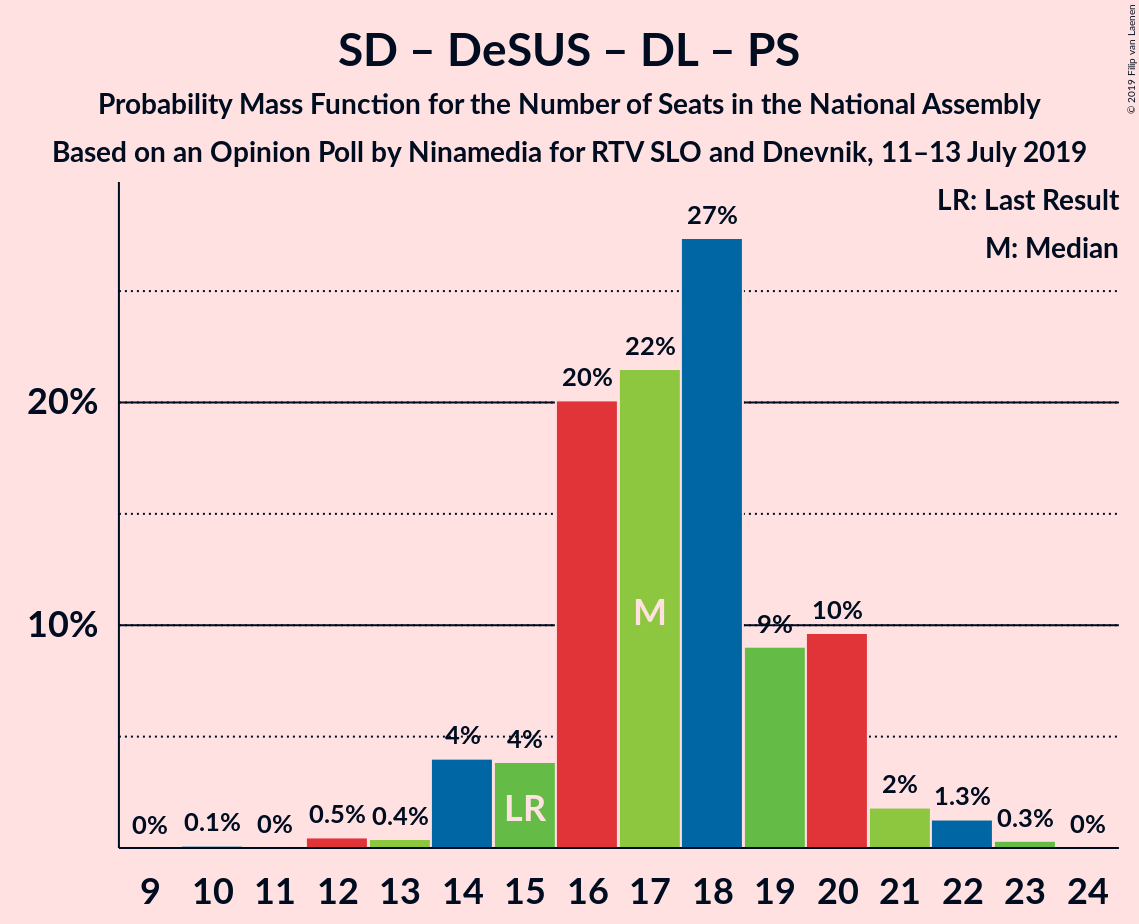 SD – DeSUS – DL – PS
Probability Mass Function for the Number of Seats in the National Assembly
Based on an Opinion Poll by Ninamedia for RTV SLO and Dnevnik, 11–13 July 2019
© 2019 Filip van Laenen
LR: Last Result
M: Median
20%
10%
0% 0.1% 0% 0.5% 0.4% 4% 4% 20% 22% 27% 9% 10% 2% 1.3% 0.3% 0%
LR
M
9 10 11 12 13 14 15 16 17 18 19 20 21 22 23 24